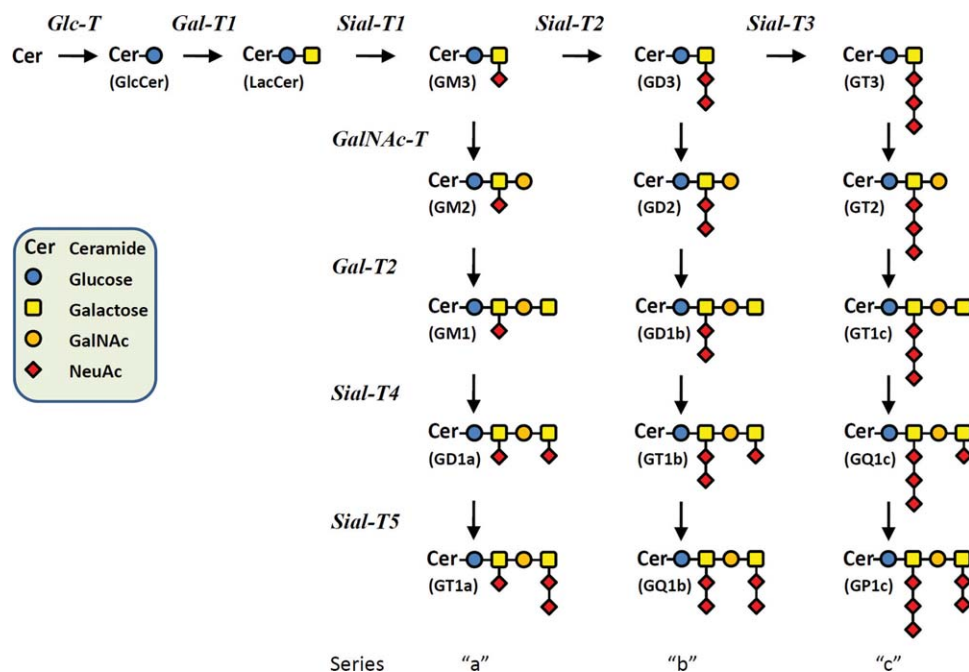 Glc-T Gal-T1 Sial-T1 Sial-T2 Sial-T3
Cer Cer Cer Cer Cer Cer
(GlcCer) (LacCer) (GM3) (GD3) (GT3)
GalNAc-T
Cer Cer Cer
(GM2) (GD2) (GT2)
Cer Ceramide
Glucose
Galactose
GalNAc
NeuAc
Gal-T2
Cer Cer Cer
(GM1) (GD1b) (GT1c)
Sial-T4
Cer Cer Cer
(GD1a) (GT1b) (GQ1c)
Sial-T5
Cer Cer Cer
(GT1a) (GQ1b) (GP1c)
Series “a” “b” “c”